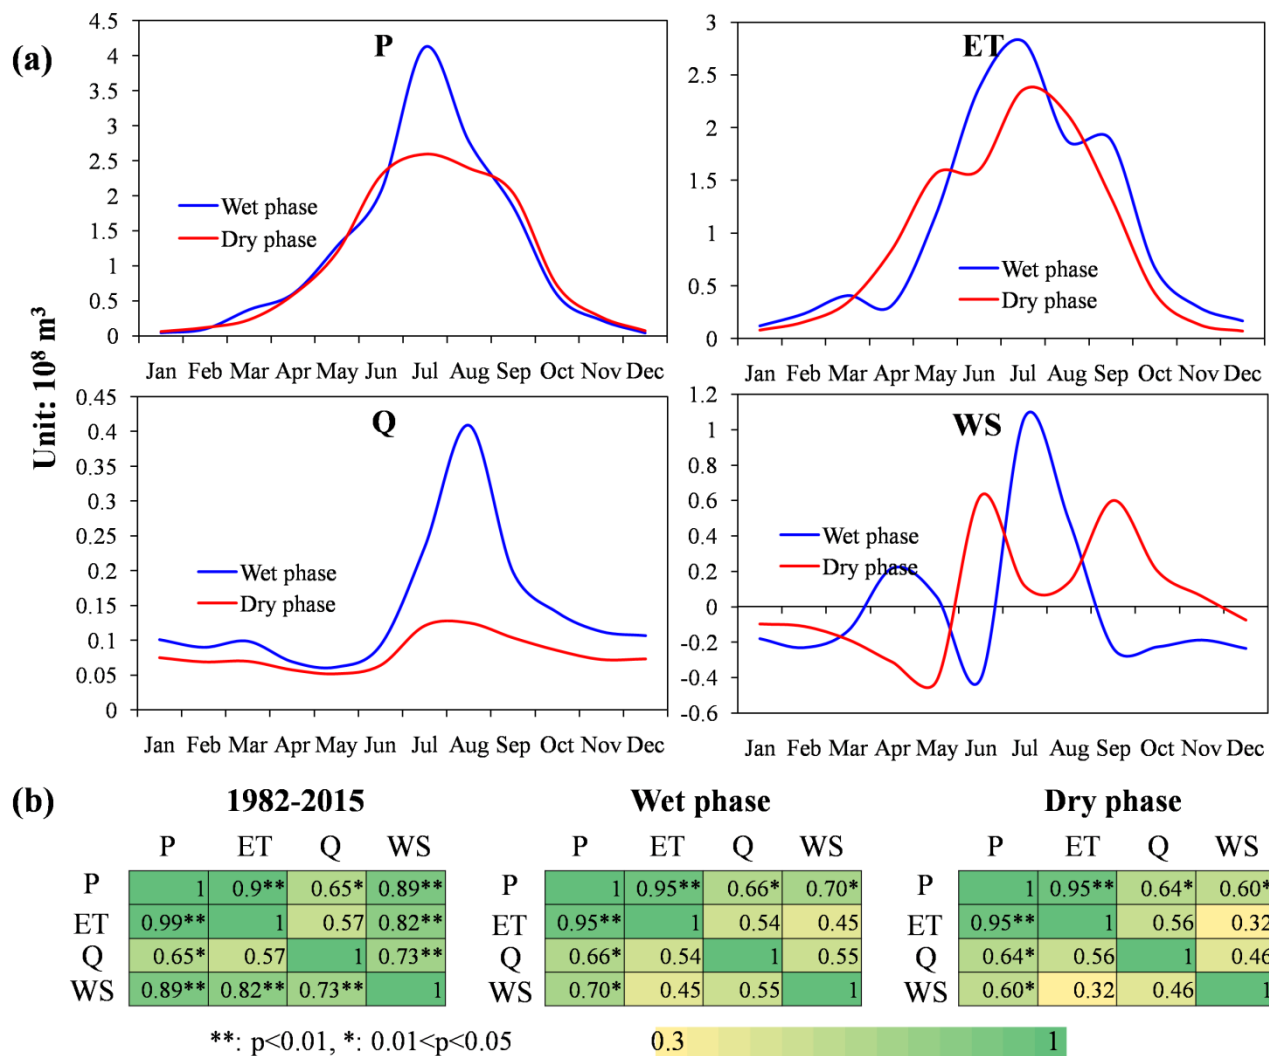 (a)
Unit: 10⁸ m³
P
4.5
4
3.5
3
2.5
2
1.5
1
0.5
0
Wet phase
Dry phase
Jan Feb Mar Apr May Jun Jul Aug Sep Oct Nov Dec
ET
3
2.5
2
1.5
1
0.5
0
Wet phase
Dry phase
Jan Feb Mar Apr May Jun Jul Aug Sep Oct Nov Dec
Q
0.45
0.4
0.35
0.3
0.25
0.2
0.15
0.1
0.05
0
Wet phase
Dry phase
Jan Feb Mar Apr May Jun Jul Aug Sep Oct Nov Dec
WS
1.2
1
0.8
0.6
0.4
0.2
0
-0.2
-0.4
-0.6
Wet phase
Dry phase
Jan Feb Mar Apr May Jun Jul Aug Sep Oct Nov Dec
(b)
1982-2015
P ET Q WS
P 1 0.9** 0.65* 0.89**
ET 0.99** 1 0.57 0.82**
Q 0.65* 0.57 1 0.73**
WS 0.89** 0.82** 0.73** 1
Wet phase
P ET Q WS
P 1 0.95** 0.66* 0.70*
ET 0.95** 1 0.54 0.45
Q 0.66* 0.54 1 0.55
WS 0.70* 0.45 0.55 1
Dry phase
P ET Q WS
P 1 0.95** 0.64* 0.60*
ET 0.95** 1 0.56 0.32
Q 0.64* 0.56 1 0.46
WS 0.60* 0.32 0.46 1
**: p<0.01, *: 0.01<p<0.05
0.3 1